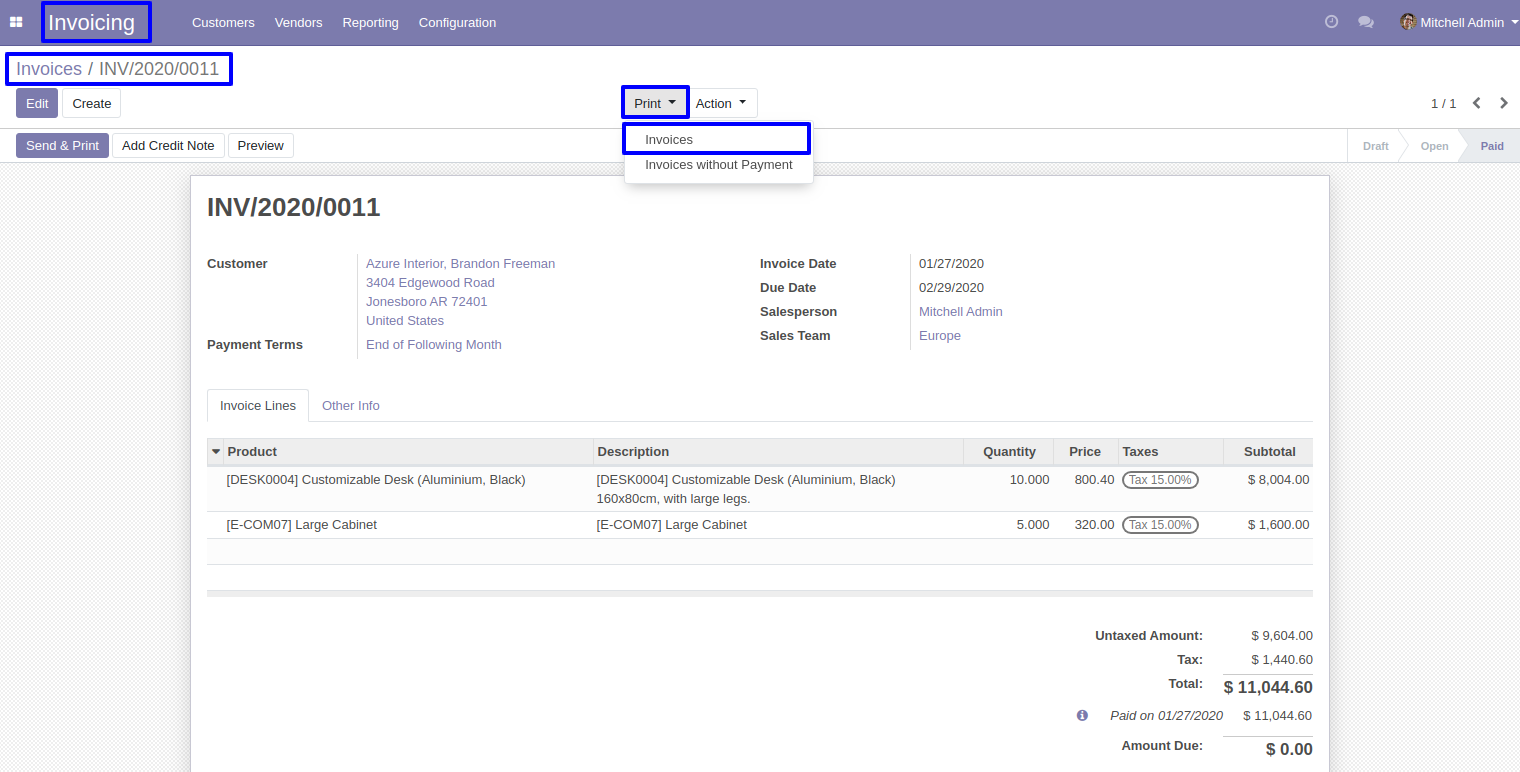 Invoicing Customers Vendors Reporting Configuration Mitchell Admin
Invoices / INV/2020/0011
Edit Create Print Action 1 / 1
Send & Print Add Credit Note Preview Invoices Draft Open Paid
Invoices without Payment
INV/2020/0011
Customer Azure Interior, Brandon Freeman Invoice Date 01/27/2020
3404 Edgewood Road Due Date 02/29/2020
Jonesboro AR 72401 Salesperson Mitchell Admin
United States Sales Team Europe
Payment Terms End of Following Month
Invoice Lines Other Info
Product Description Quantity Price Taxes Subtotal
[DESK0004] Customizable Desk (Aluminium, Black) [DESK0004] Customizable Desk (Aluminium, Black) 10.000 800.40 Tax 15.00% $ 8,004.00
160x80cm, with large legs.
[E-COM07] Large Cabinet [E-COM07] Large Cabinet 5.000 320.00 Tax 15.00% $ 1,600.00
Untaxed Amount: $ 9,604.00
Tax: $ 1,440.60
Total: $ 11,044.60
Paid on 01/27/2020 $ 11,044.60
Amount Due: $ 0.00